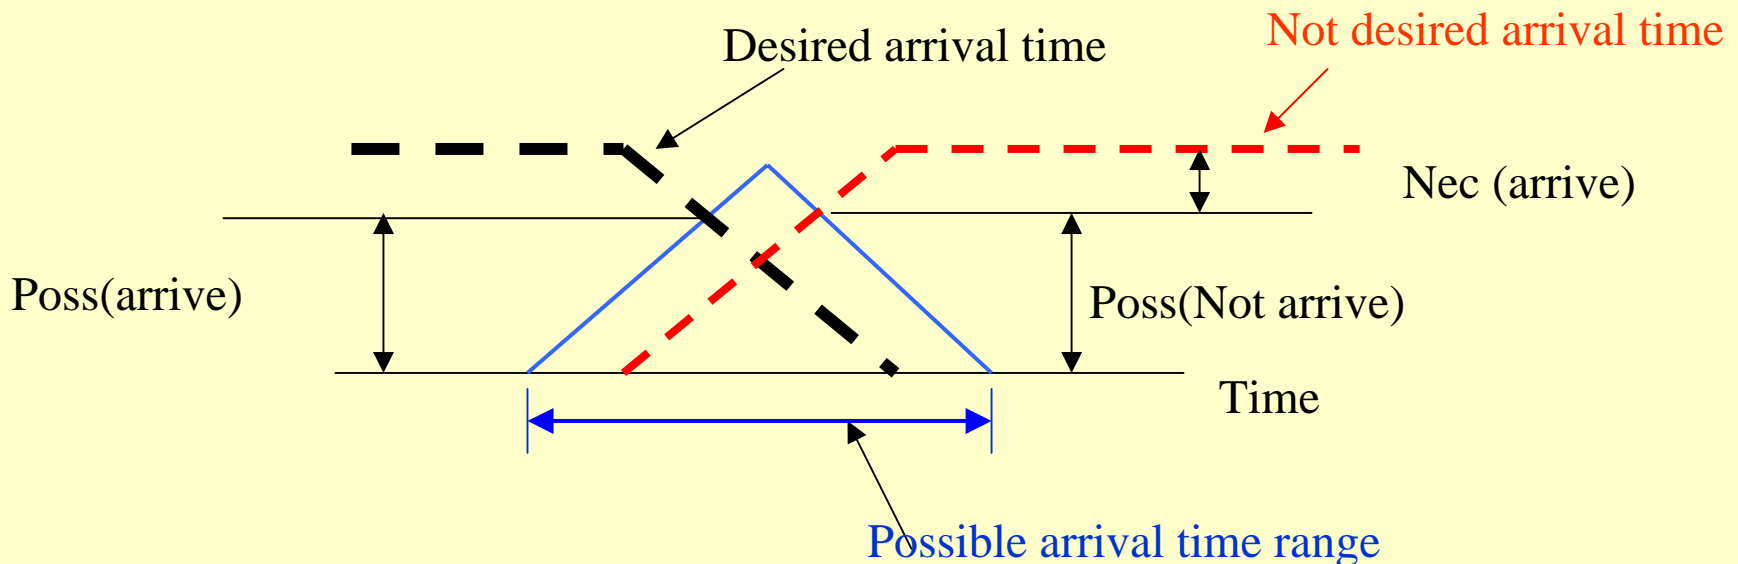 Not desired arrival time
Desired arrival time
Nec (arrive)
Poss(arrive)
Poss(Not arrive)
Time
Possible arrival time range